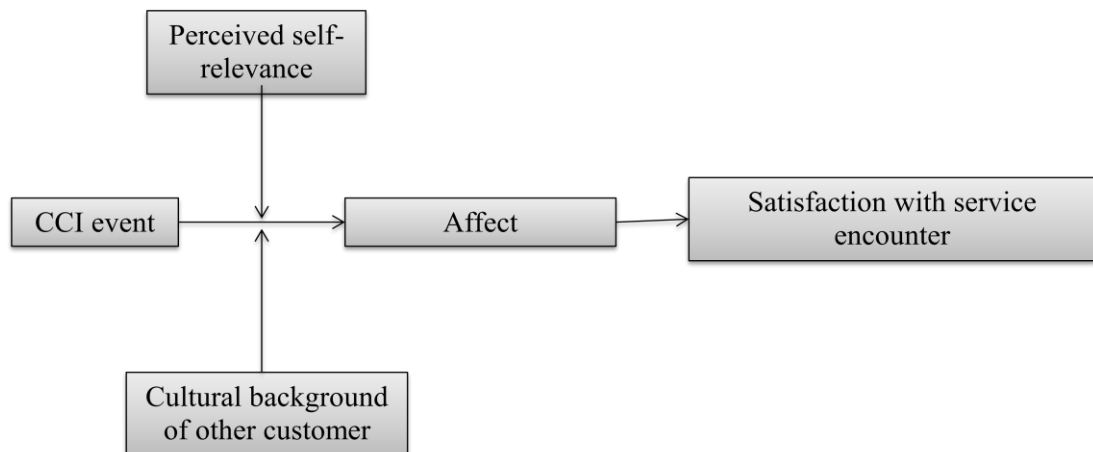 Perceived self-
relevance
CCI event
Affect
Satisfaction with service
encounter
Cultural background
of other customer